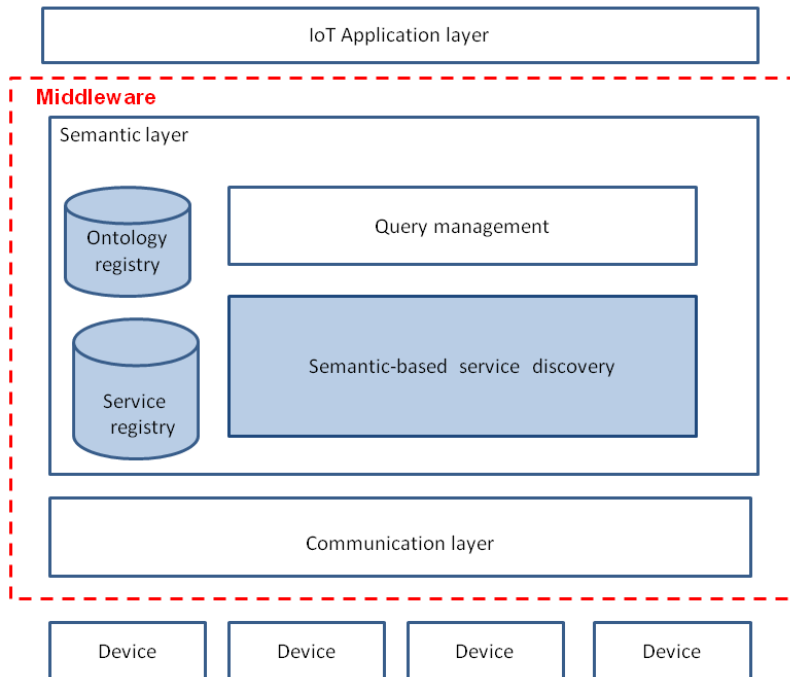 IoT Application layer
Middleware
Semantic layer
Ontology
registry
Query management
Semantic-based service discovery
Service
registry
Communication layer
Device
Device
Device
Device